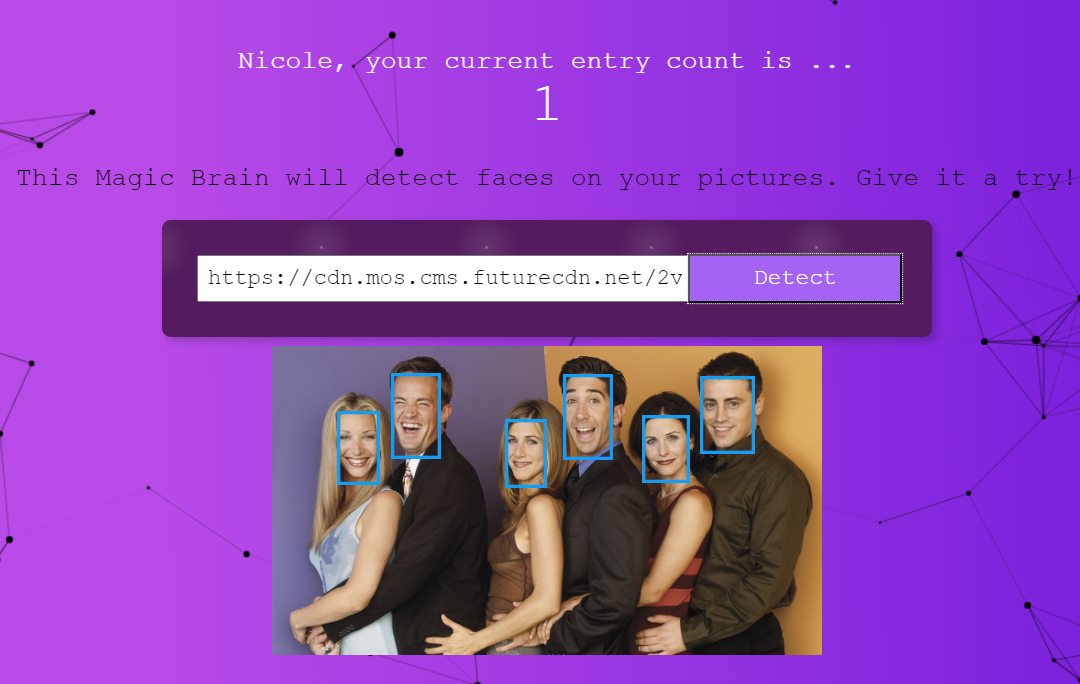 Nicole, your current entry count is ...
1
This Magic Brain will detect faces on your pictures. Give it a try!
https://cdn.mos.cms.futurecdn.net/2v
Detect